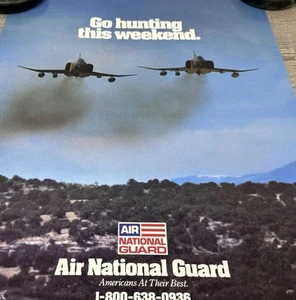 Go hunting
this weekend.
AIR
NATIONAL
GUARD
Air National Guard
Americans At Their Best.
1-800-638-0936